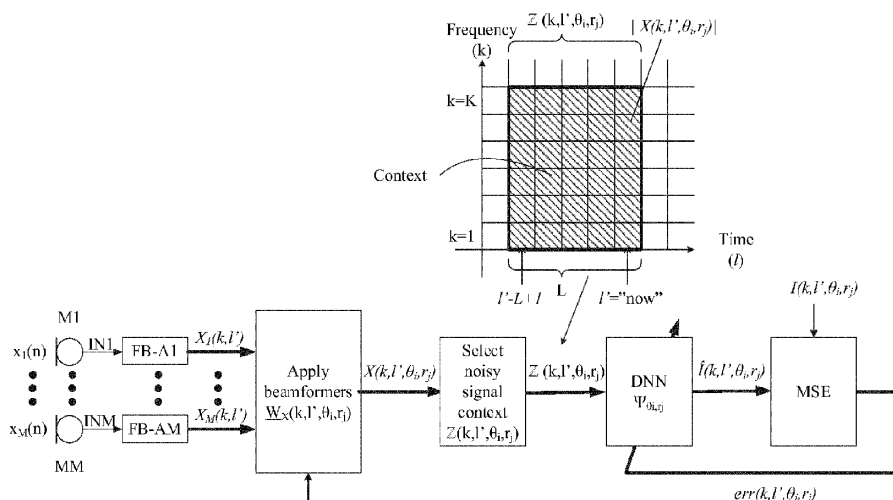 Frequency
(k)
ℤ (k,l',θi,rj)
| X(k,l',θi,rj)|
k=K
Context
k=1
Time
(l)
L
l'-L+1
l'="now"
I(k,l',θi,rj)
M1
x1(n)
IN1
FB-A1
X1(k,l')
Apply
beamformers
WX(k,l',θi,rj)
X(k,l',θi,rj)
Select
noisy
signal
context
ℤ(k,l',θi,rj)
ℤ (k,l',θi,rj)
DNN
Ψθi,rj
Î(k,l',θi,rj)
MSE
xM(n)
INM
FB-AM
XM(k,l')
MM
err(k,l',θi,rj)